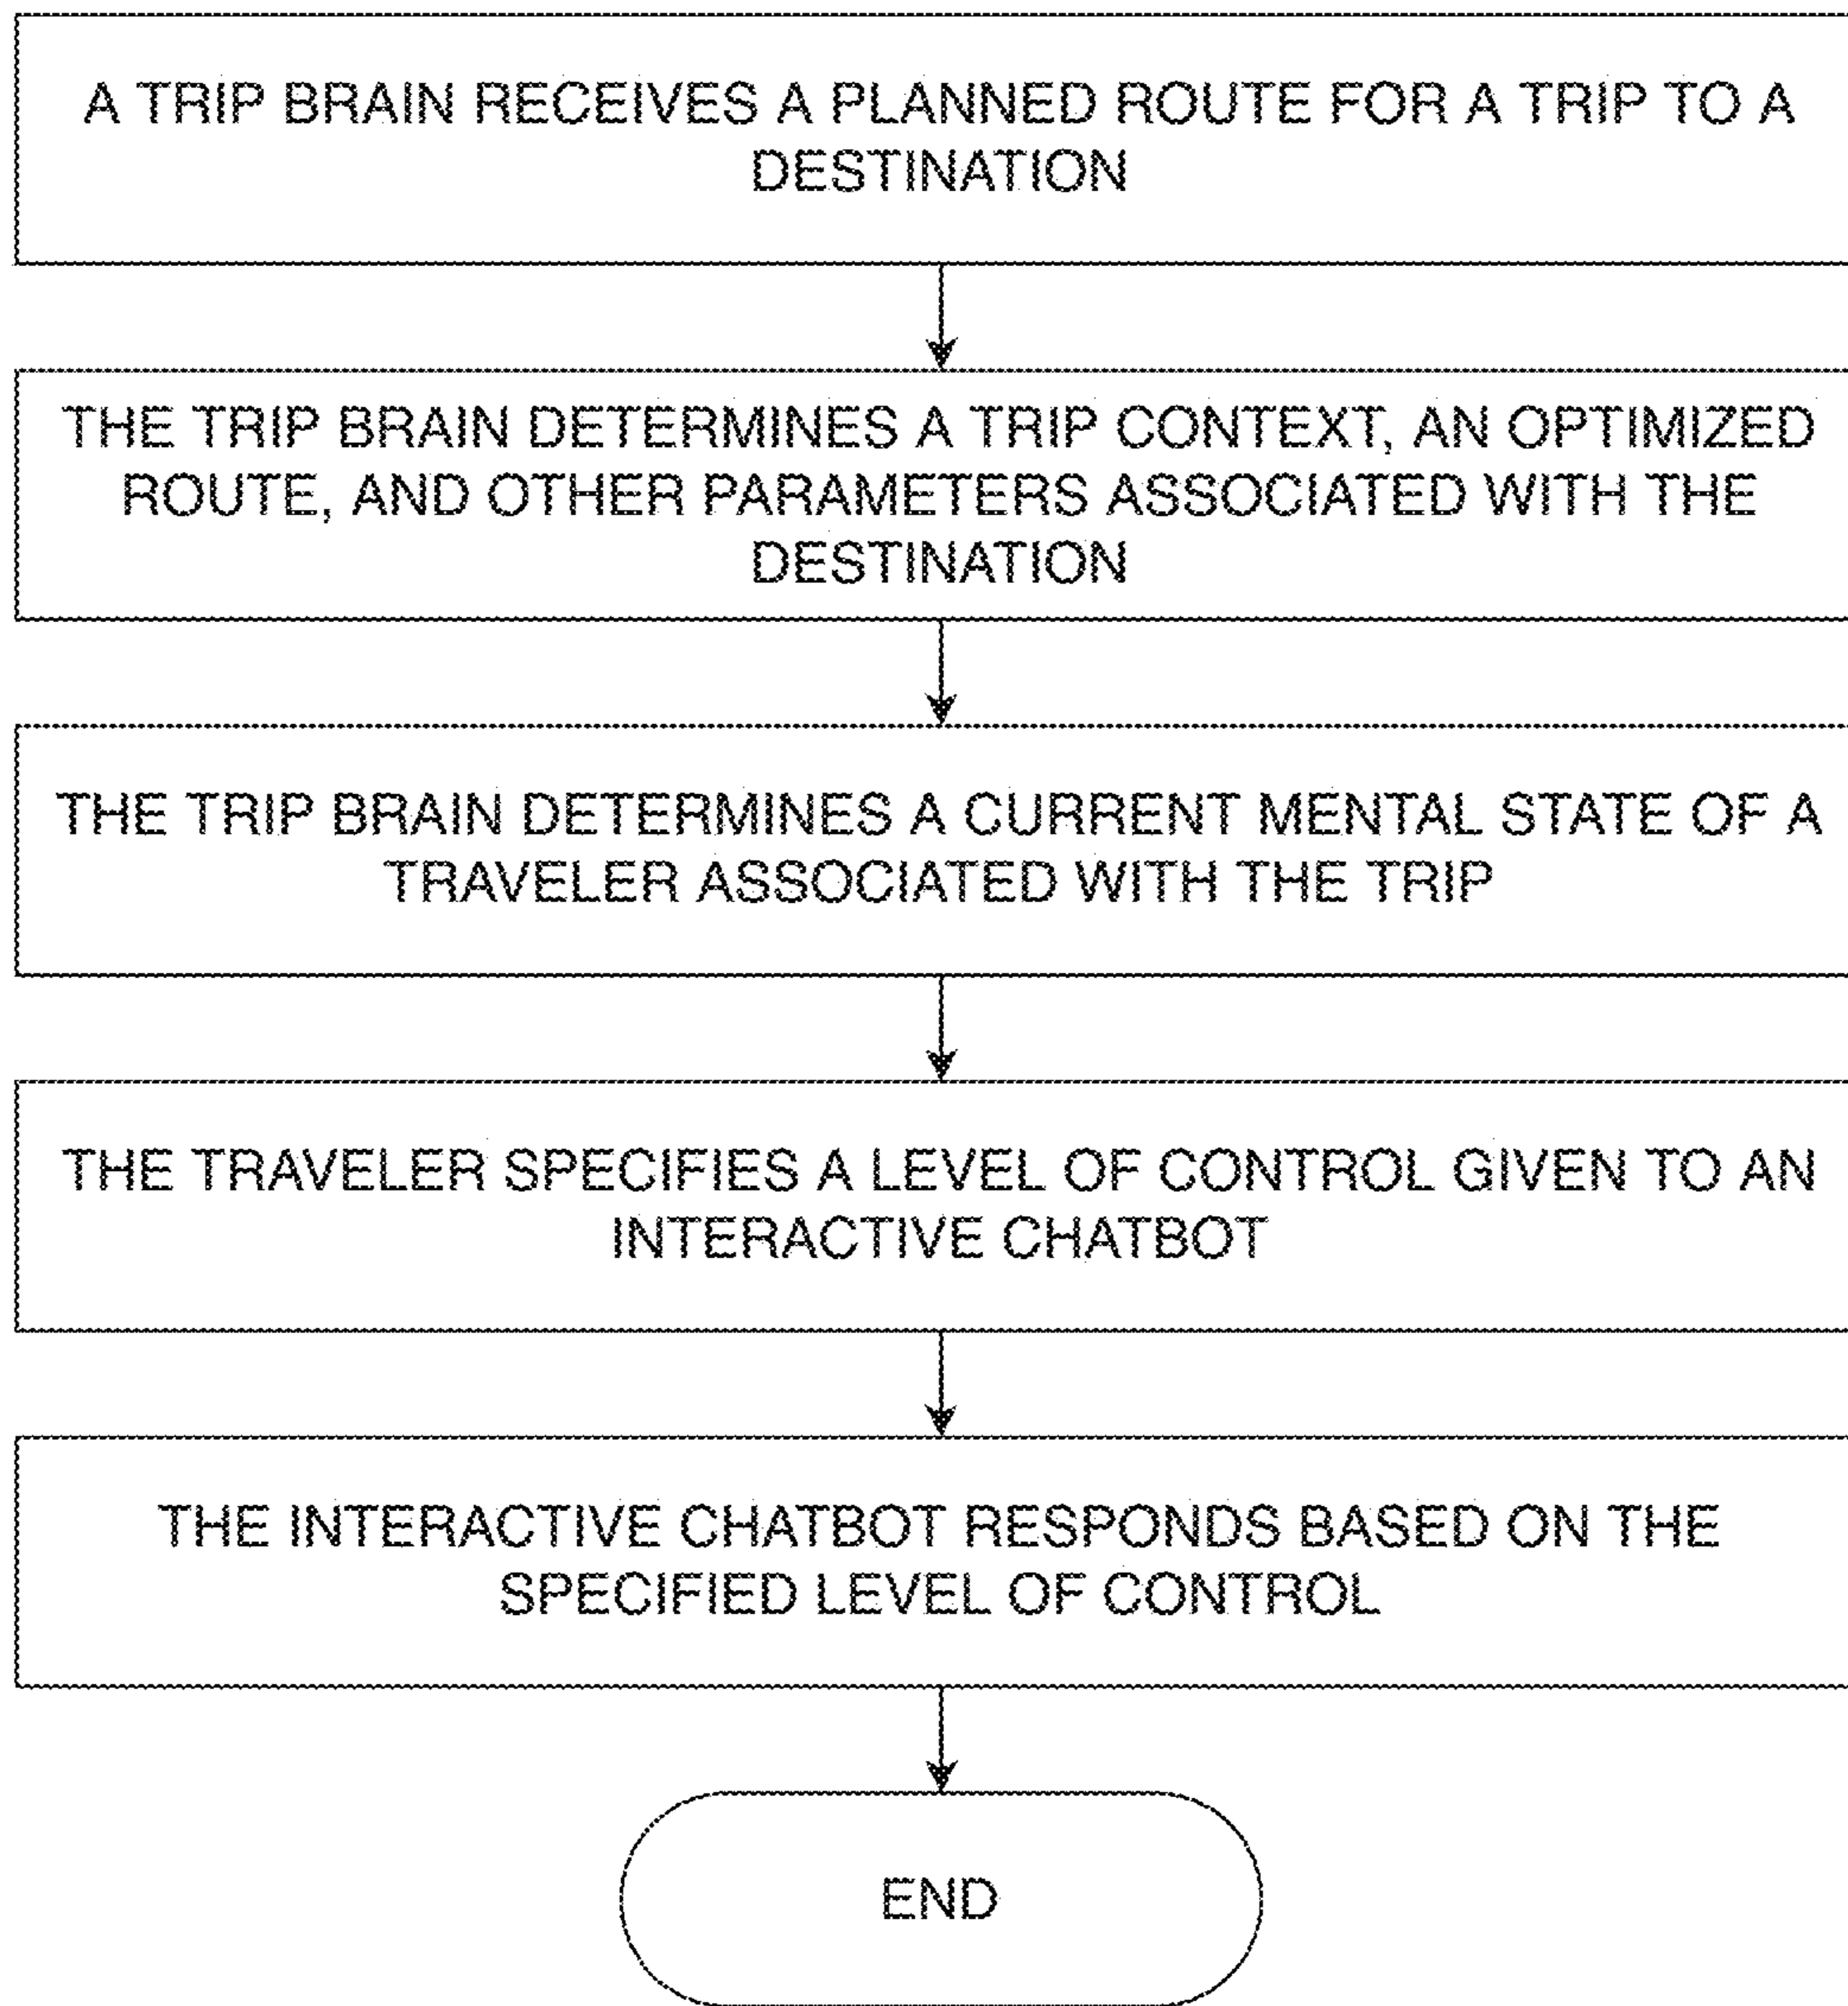 A TRIP BRAIN RECEIVES A PLANNED ROUTE FOR A TRIP TO A
DESTINATION
THE TRIP BRAIN DETERMINES A TRIP CONTEXT, AN OPTIMIZED
ROUTE, AND OTHER PARAMETERS ASSOCIATED WITH THE
DESTINATION
THE TRIP BRAIN DETERMINES A CURRENT MENTAL STATE OF A
TRAVELER ASSOCIATED WITH THE TRIP
THE TRAVELER SPECIFIES A LEVEL OF CONTROL GIVEN TO AN
INTERACTIVE CHATBOT
THE INTERACTIVE CHATBOT RESPONDS BASED ON THE
SPECIFIED LEVEL OF CONTROL
END